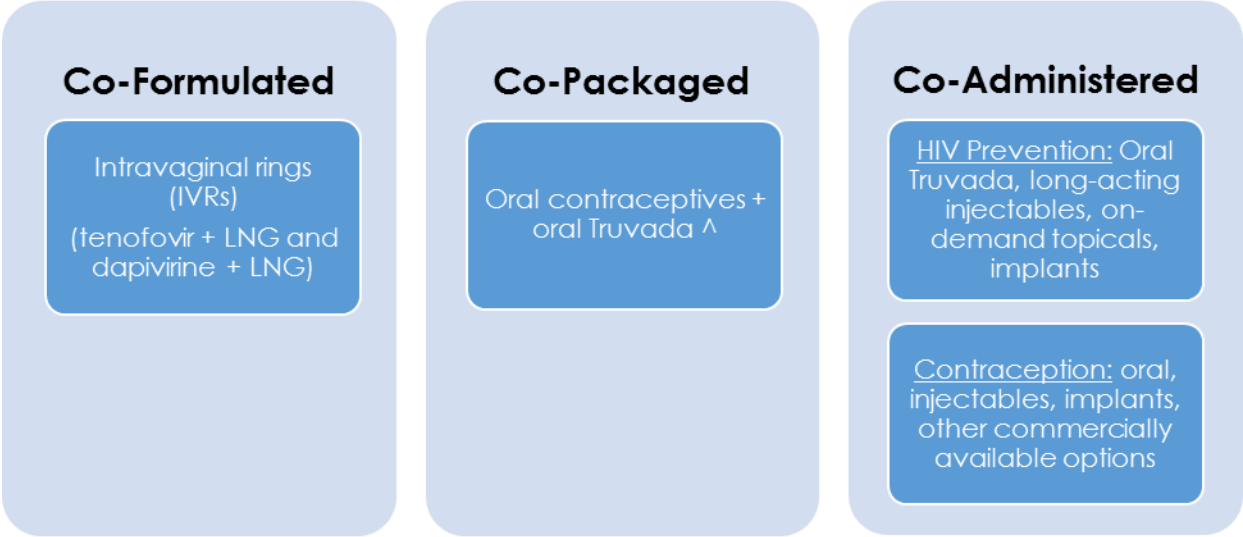 Co-Formulated
Intravaginal rings
(IVRs)
(tenofovir + LNG and
dapivirine + LNG)
Co-Packaged
Oral contraceptives +
oral Truvada ^
Co-Administered
HIV Prevention: Oral
Truvada, long-acting
injectables, on-
demand topicals,
implants
Contraception: oral,
injectables, implants,
other commercially
available options